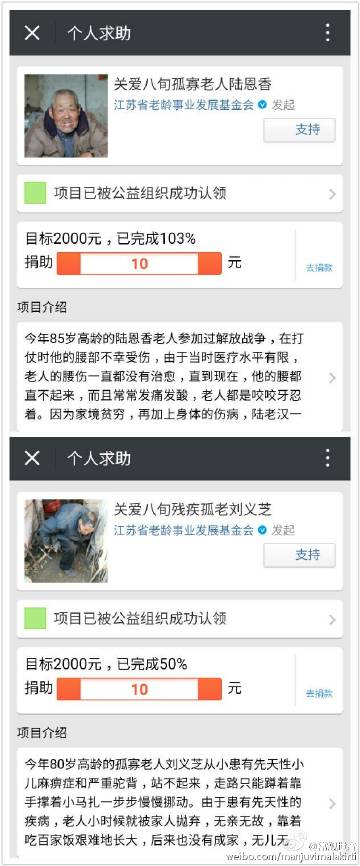 个人求助
关爱八旬孤寡老人陆恩香
江苏省老龄事业发展基金会 发起
支持
项目已被公益组织成功认领
目标2000元，已完成103%
捐助 10 元
去捐款
项目介绍
今年85岁高龄的陆恩香老人参加过解放战争，在打
仗时他的腰部不幸受伤，由于当时医疗水平有限，
老人的腰伤一直都没有治愈，直到现在，他的腰都
直不起来，而且常常发痛发酸，老人都是咬咬牙忍
着。因为家境贫穷，再加上身体的伤病，陆老汉一
个人求助
关爱八旬残疾孤老刘义芝
江苏省老龄事业发展基金会 发起
支持
项目已被公益组织成功认领
目标2000元，已完成50%
捐助 10 元
去捐款
项目介绍
今年80岁高龄的孤寡老人刘义芝从小患有先天性小
儿麻痹症和严重驼背，站不起来，走路只能蹲着靠
手撑着小马扎一步步慢慢挪动。由于患有先天性的
疾病，老人小时候就被家人抛弃，无亲无故，靠着
吃百家饭艰难地长大，后来也没有成家，无儿无
weibo.com/manjuvimalakirti